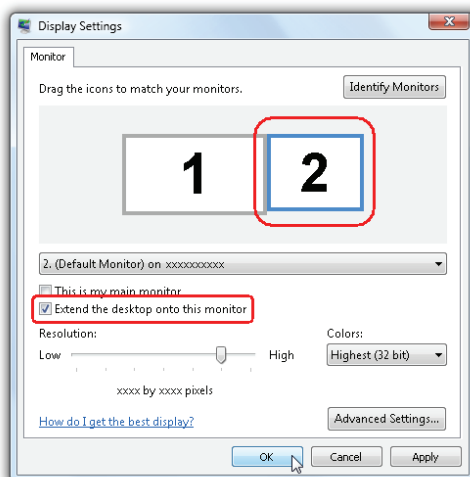 Display Settings
Monitor
Drag the icons to match your monitors.
Identify Monitors
1
2
2. (Default Monitor) on xxxxxxxxxx
This is my main monitor
Extend the desktop onto this monitor
Resolution:
Colors:
Low
High
Highest (32 bit)
xxxx by xxxx pixels
How do I get the best display?
Advanced Settings...
OK
Cancel
Apply